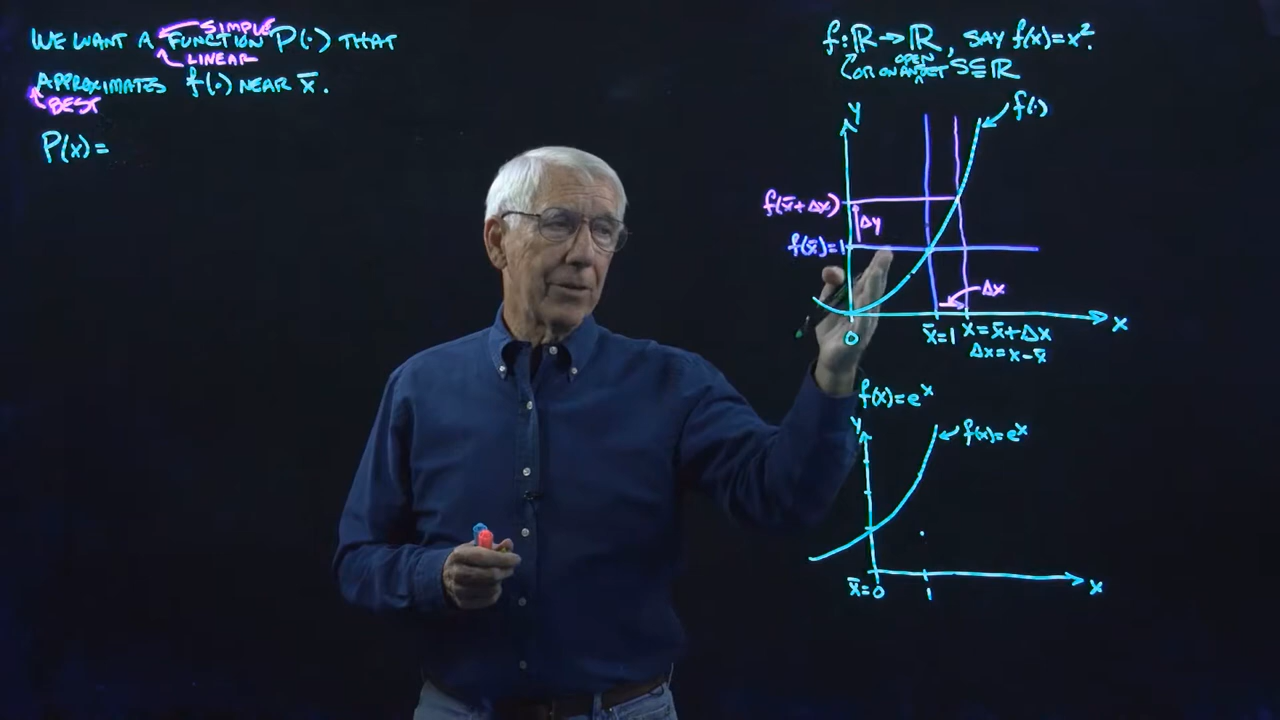 WE WANT A SIMPLE LINEAR FUNCTION P(·) THAT
BEST APPROXIMATES f(·) NEAR x̄.
P(x) =
f: ℝ → ℝ, SAY f(x) = x².
OR ON AN OPEN SET S ⊆ ℝ
Y
f(·)
f(x̄+Δx)
Δy
f(x̄)=1
Δx
x
0
x̄=1
x = x̄+Δx
Δx = x-x̄
f(x) = eˣ
Y
f(x) = eˣ
x̄=0
1
x